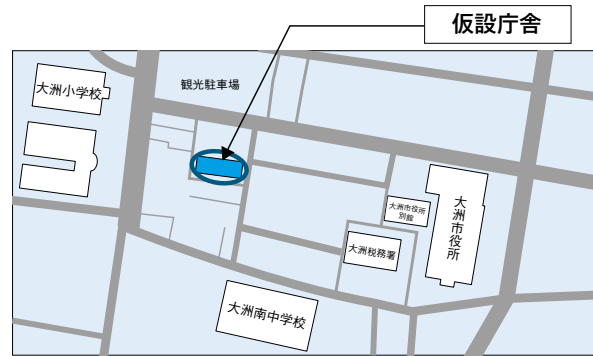 仮設庁舎
観光駐車場
大洲小学校
大洲市役所
別館
大洲市役所
大洲税務署
大洲南中学校